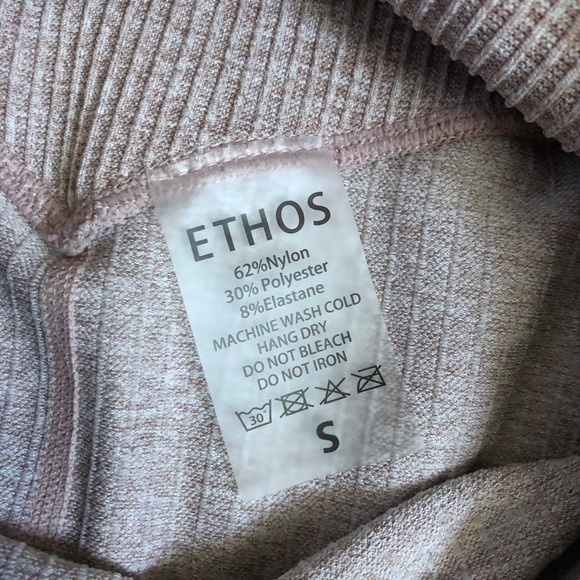 ETHOS
62%Nylon
30% Polyester
8%Elastane
MACHINE WASH COLD
HANG DRY
DO NOT BLEACH
DO NOT IRON
30
S